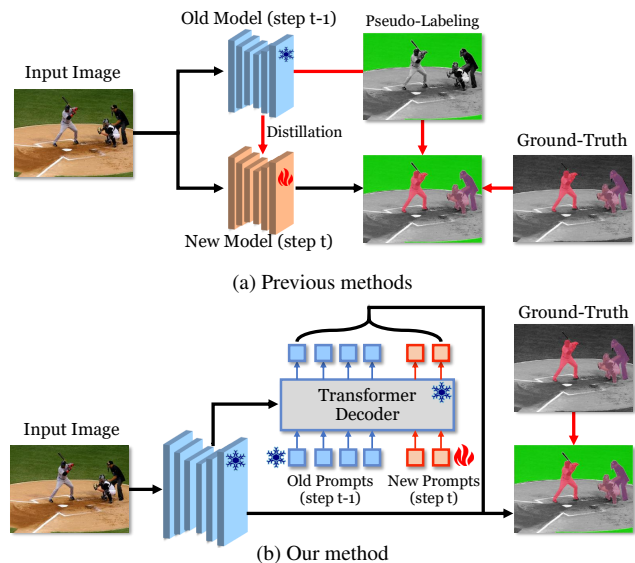 Old Model (step t-1)
Pseudo-Labeling
Input Image
Distillation
Ground-Truth
New Model (step t)
(a) Previous methods
Ground-Truth
Transformer
Decoder
Input Image
Old Prompts
(step t-1)
New Prompts
(step t)
(b) Our method